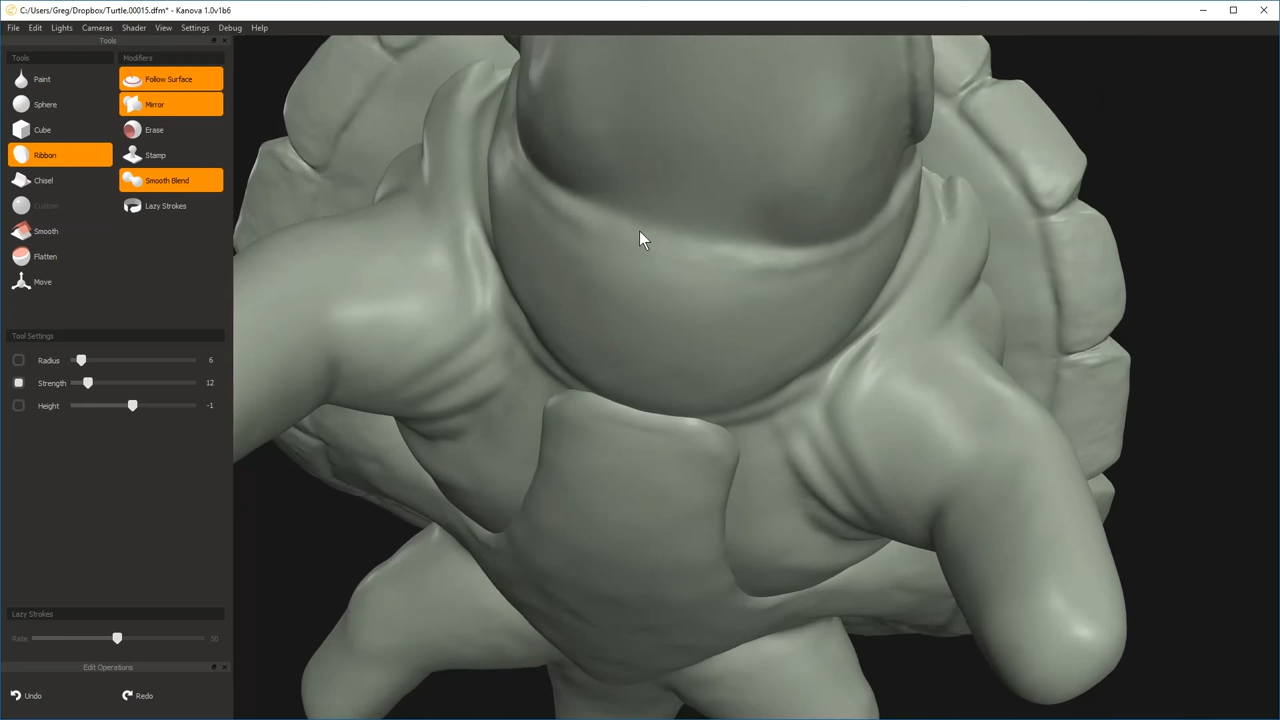 C:/Users/Greg/Dropbox/Turtle.00015.dfm* - Kanova 1.0v1b6
File Edit Lights Cameras Shader View Settings Debug Help
Tools
Tools Modifiers
Paint Follow Surface
Sphere Mirror
Cube Erase
Ribbon Stamp
Chisel Smooth Blend
Custom Lazy Strokes
Smooth
Flatten
Move
Tool Settings
Radius 6
Strength 12
Height -1
Lazy Strokes
Rate 50
Edit Operations
Undo Redo